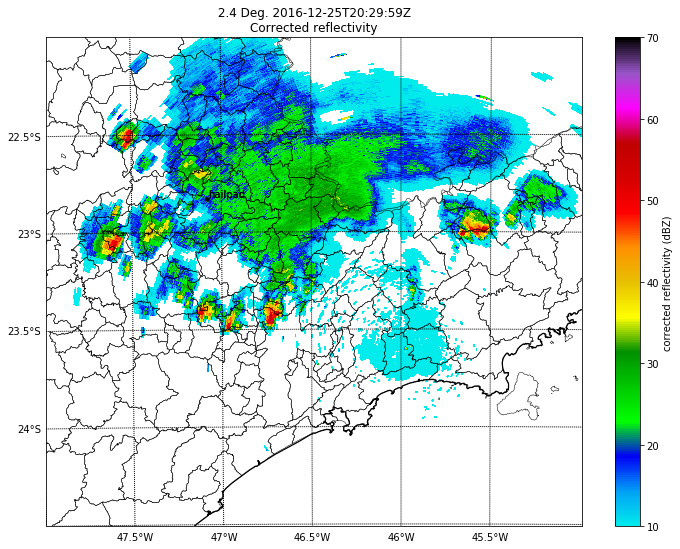 2.4 Deg. 2016-12-25T20:29:59Z
Corrected reflectivity
22.5°S
23°S
23.5°S
24°S
47.5°W
47°W
46.5°W
46°W
45.5°W
hailpad
70
60
50
40
30
20
10
corrected reflectivity (dBZ)